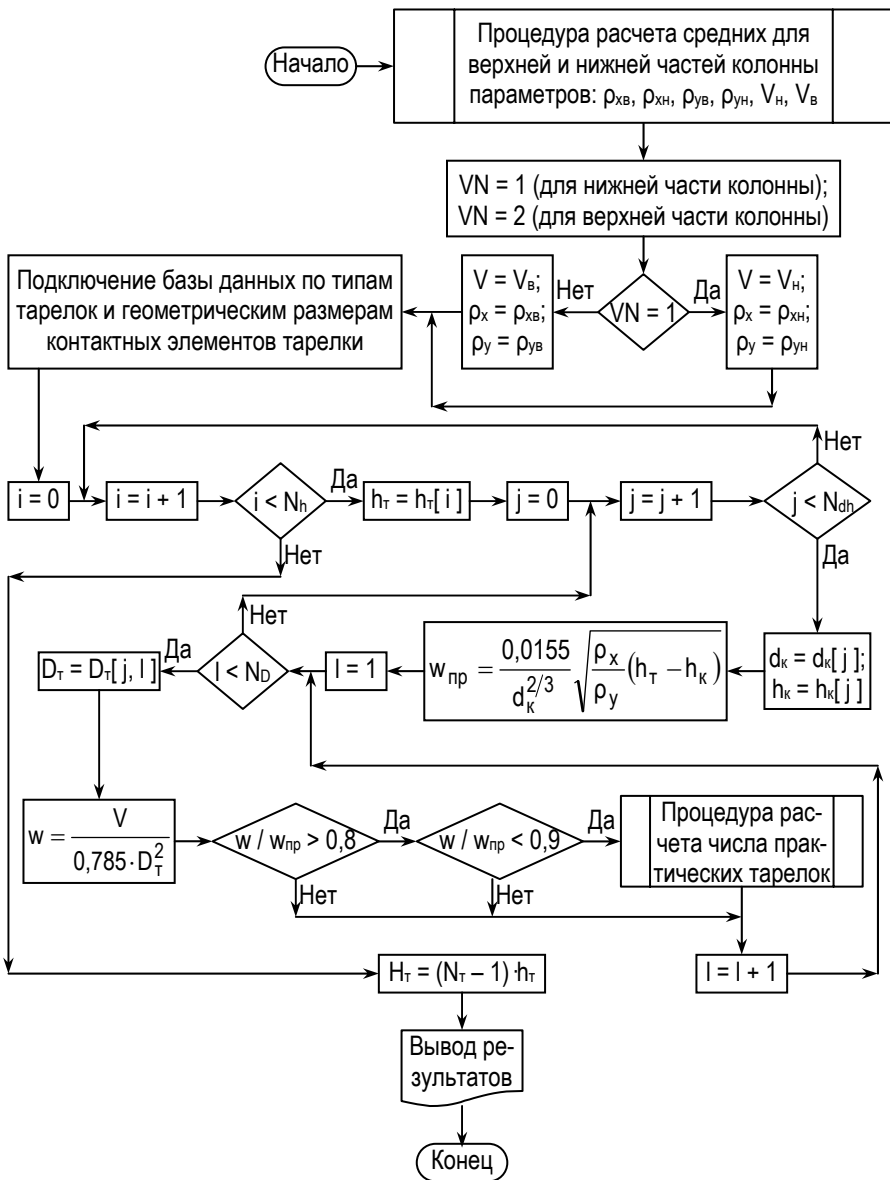 Начало
Процедура расчета средних для
верхней и нижней частей колонны
параметров: ρхв, ρхн, ρув, ρун, Vн, Vв
VN = 1 (для нижней части колонны);
VN = 2 (для верхней части колонны)
Подключение базы данных по типам
тарелок и геометрическим размерам
контактных элементов тарелки
V = Vв;
ρх = ρхв;
ρу = ρув
Нет
VN = 1
Да
V = Vн;
ρх = ρхн;
ρу = ρун
Нет
i = 0
i = i + 1
i < Nh
Да
hт = hт[ i ]
j = 0
j = j + 1
j < Ndh
Нет
Да
Нет
Dт = Dт[ j, l ]
Да
l < ND
l = 1
wпр = 0,0155 / dк^2/3 √ρх / ρу (hт − hк)
dк = dк[ j ];
hк = hк[ j ]
w = V / 0,785·Dт^2
w / wпр > 0,8
Да
w / wпр < 0,9
Да
Процедура рас-
чета числа прак-
тических тарелок
Нет
Нет
Hт = (Nт – 1)·hт
l = l + 1
Вывод ре-
зультатов
Конец